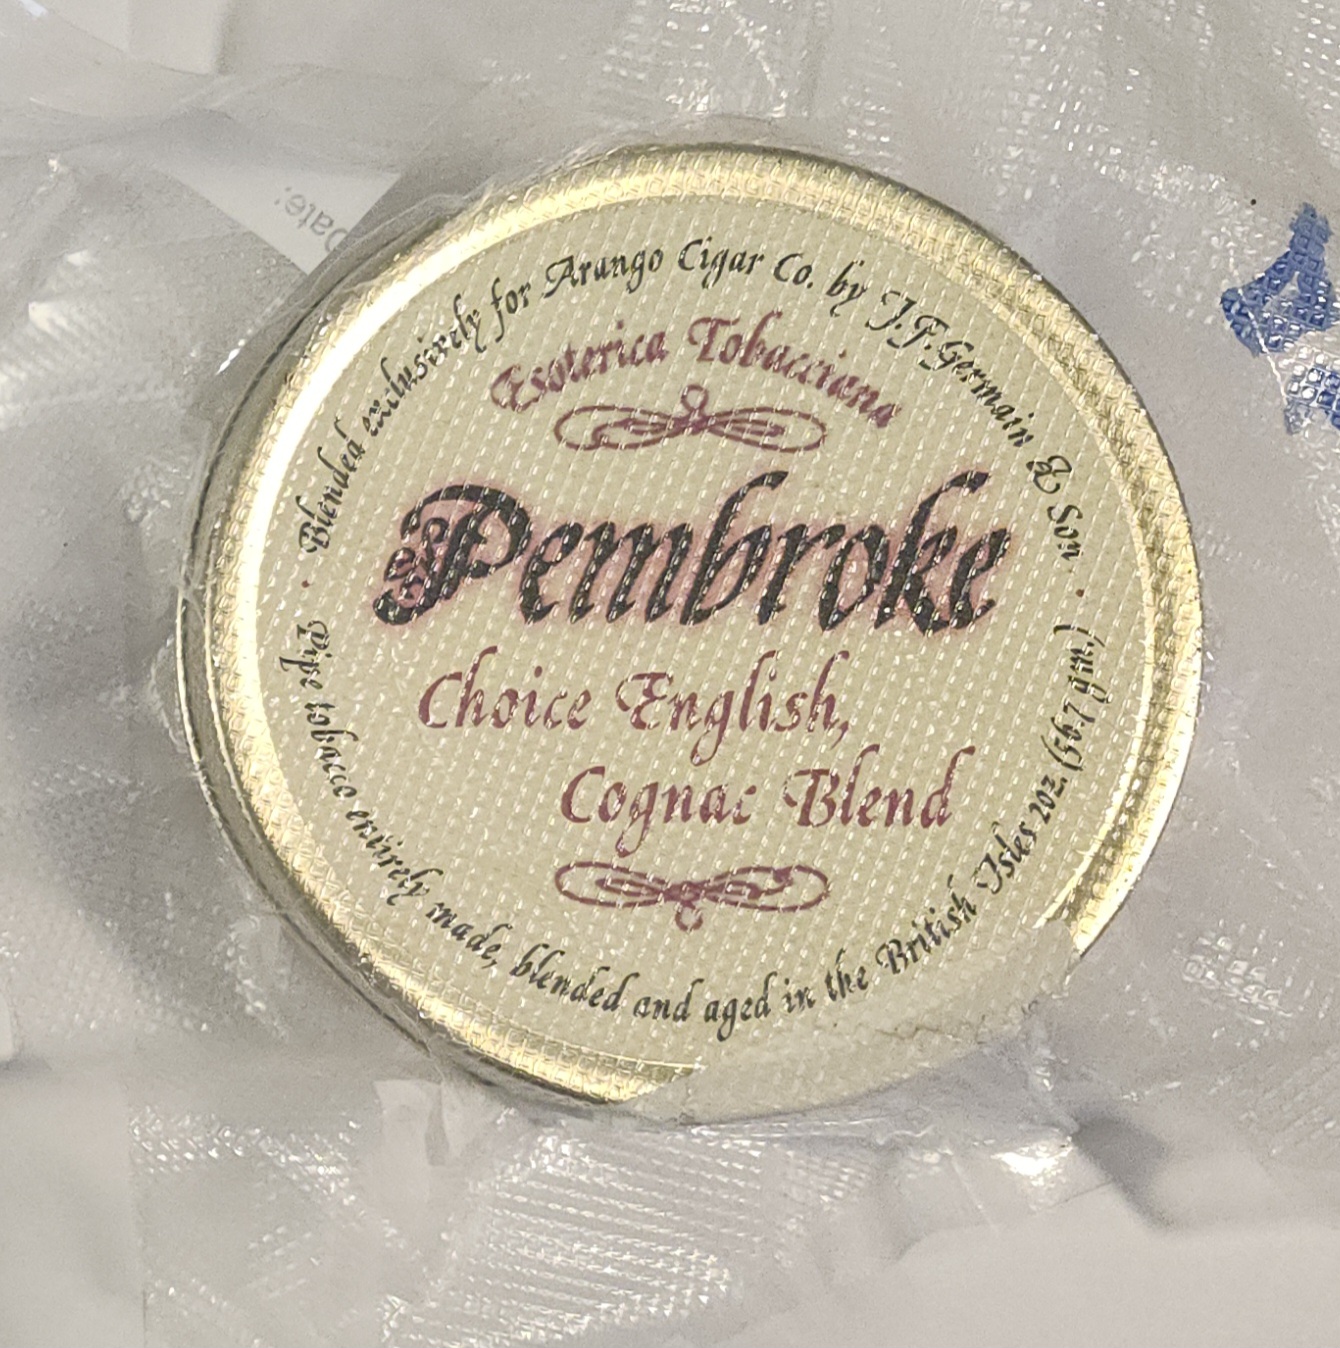 · Blended exclusively for Arango Cigar Co. by J.F.Germain & Son ·
Esoterica Tobacciana
Pembroke
Choice English,
Cognac Blend
Pipe tobacco entirely made, blended and aged in the British Isles 2oz. (56.7 gm.)
Date:
A